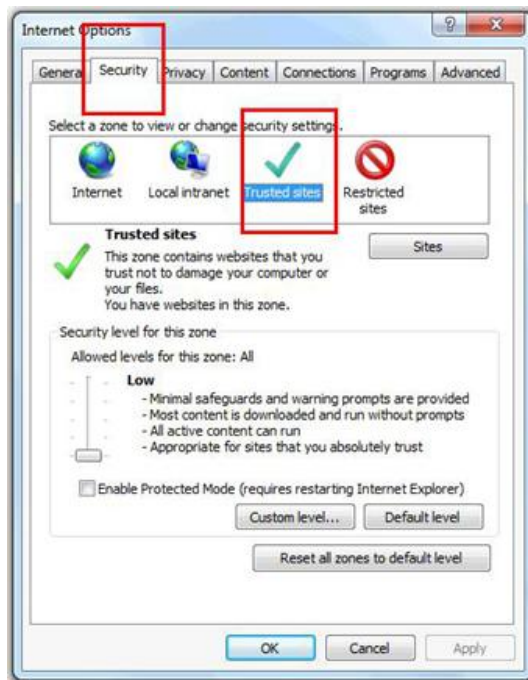 Internet Options
General Security Privacy Content Connections Programs Advanced
Select a zone to view or change security settings.
Internet Local intranet Trusted sites Restricted
sites
Trusted sites
Sites
This zone contains websites that you
trust not to damage your computer or
your files.
You have websites in this zone.
Security level for this zone
Allowed levels for this zone: All
Low
- Minimal safeguards and warning prompts are provided
- Most content is downloaded and run without prompts
- All active content can run
- Appropriate for sites that you absolutely trust
Enable Protected Mode (requires restarting Internet Explorer)
Custom level... Default level
Reset all zones to default level
OK Cancel Apply